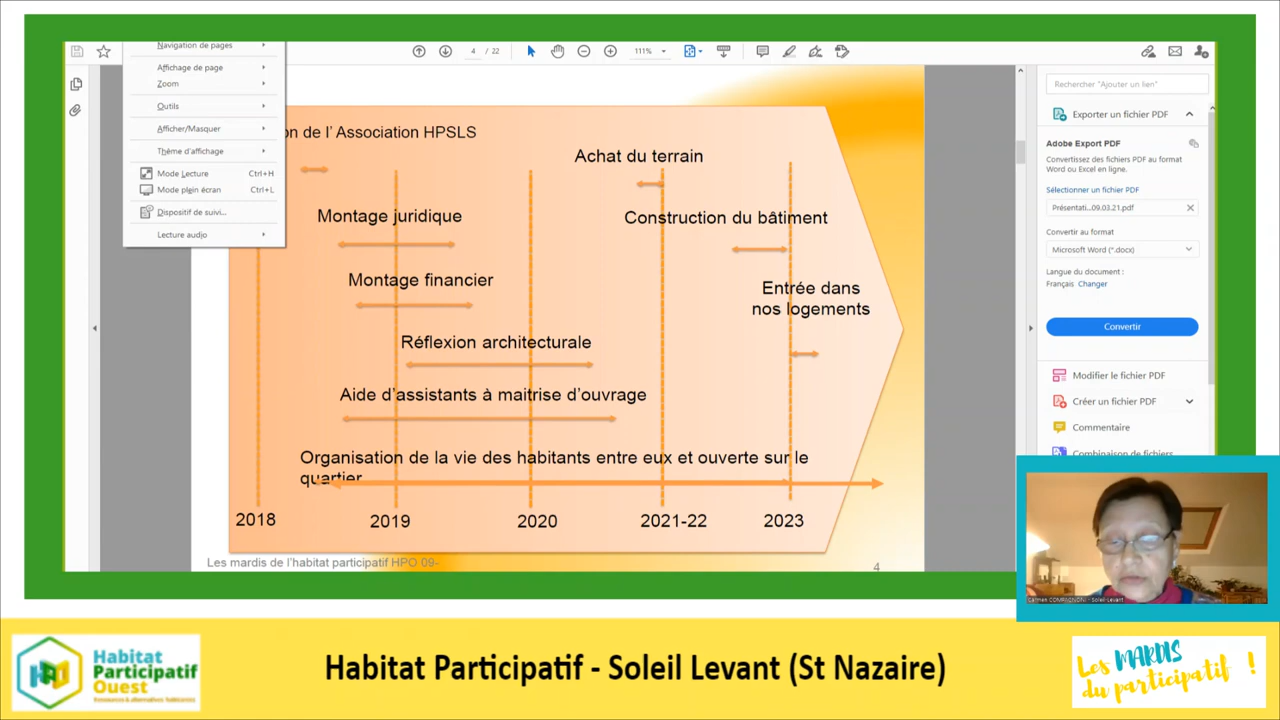 Navigation de pages
Affichage de page
Zoom
Outils
Afficher/Masquer
Thème d'affichage
Mode Lecture Ctrl+H
Mode plein écran Ctrl+L
Dispositif de suivi...
Lecture audio
4 / 22
111%
on de l' Association HPSLS
Achat du terrain
Montage juridique
Construction du bâtiment
Montage financier
Entrée dans
nos logements
Réflexion architecturale
Aide d'assistants à maitrise d'ouvrage
Organisation de la vie des habitants entre eux et ouverte sur le
quartier
2018 2019 2020 2021-22 2023
Les mardis de l'habitat participatif HPO 09-
4
Rechercher "Ajouter un lien"
Exporter un fichier PDF
Adobe Export PDF
Convertissez des fichiers PDF au format
Word ou Excel en ligne.
Sélectionner un fichier PDF
Présentati...09.03.21.pdf
Convertir au format
Microsoft Word (*.docx)
Langue du document :
Français Changer
Convertir
Modifier le fichier PDF
Créer un fichier PDF
Commentaire
Combinaison de fichiers
Habitat
Participatif
Ouest
Habitat Participatif - Soleil Levant (St Nazaire)
Les MARDIS
du participatif !